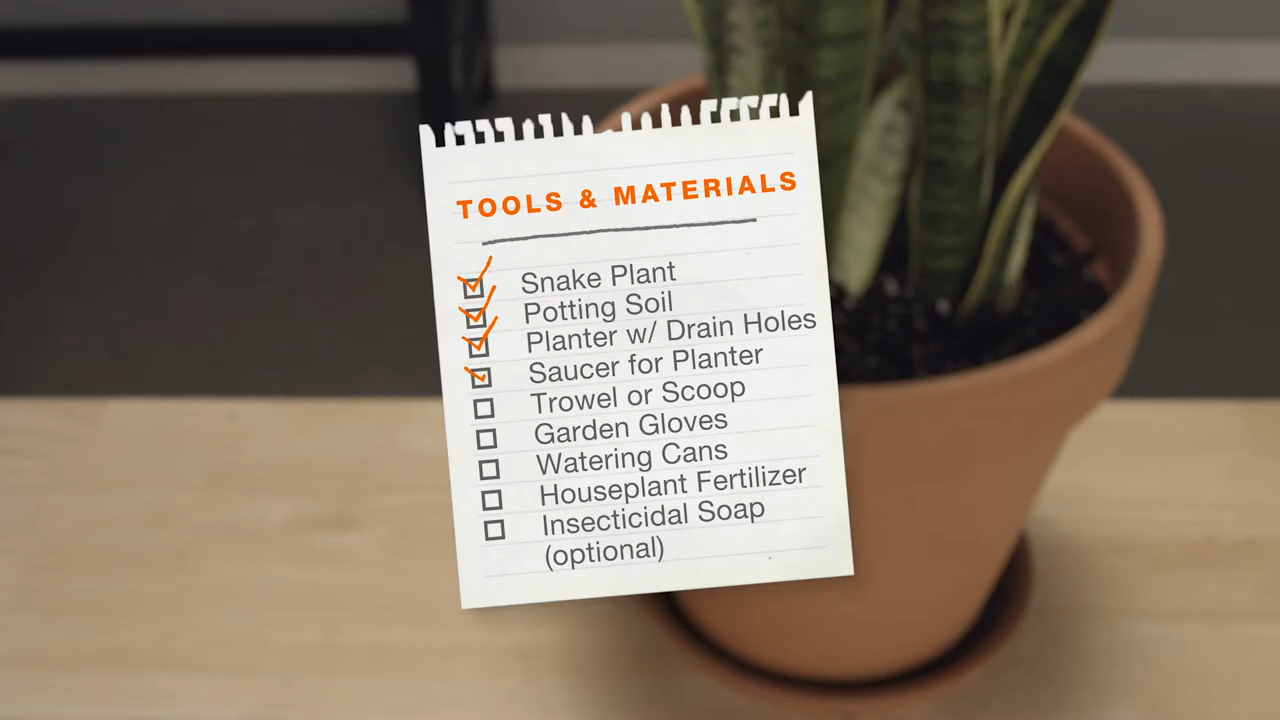 TOOLS & MATERIALS
Snake Plant
Potting Soil
Planter w/ Drain Holes
Saucer for Planter
Trowel or Scoop
Garden Gloves
Watering Cans
Houseplant Fertilizer
Insecticidal Soap
(optional)